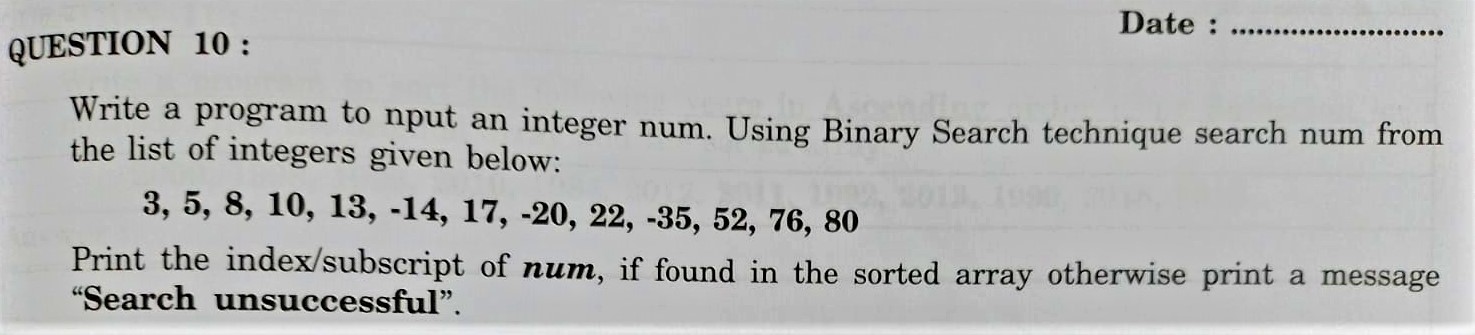 Date : ..........................
QUESTION 10 :
Write a program to nput an integer num. Using Binary Search technique search num from
the list of integers given below:
3, 5, 8, 10, 13, -14, 17, -20, 22, -35, 52, 76, 80
Print the index/subscript of num, if found in the sorted array otherwise print a message
“Search unsuccessful”.